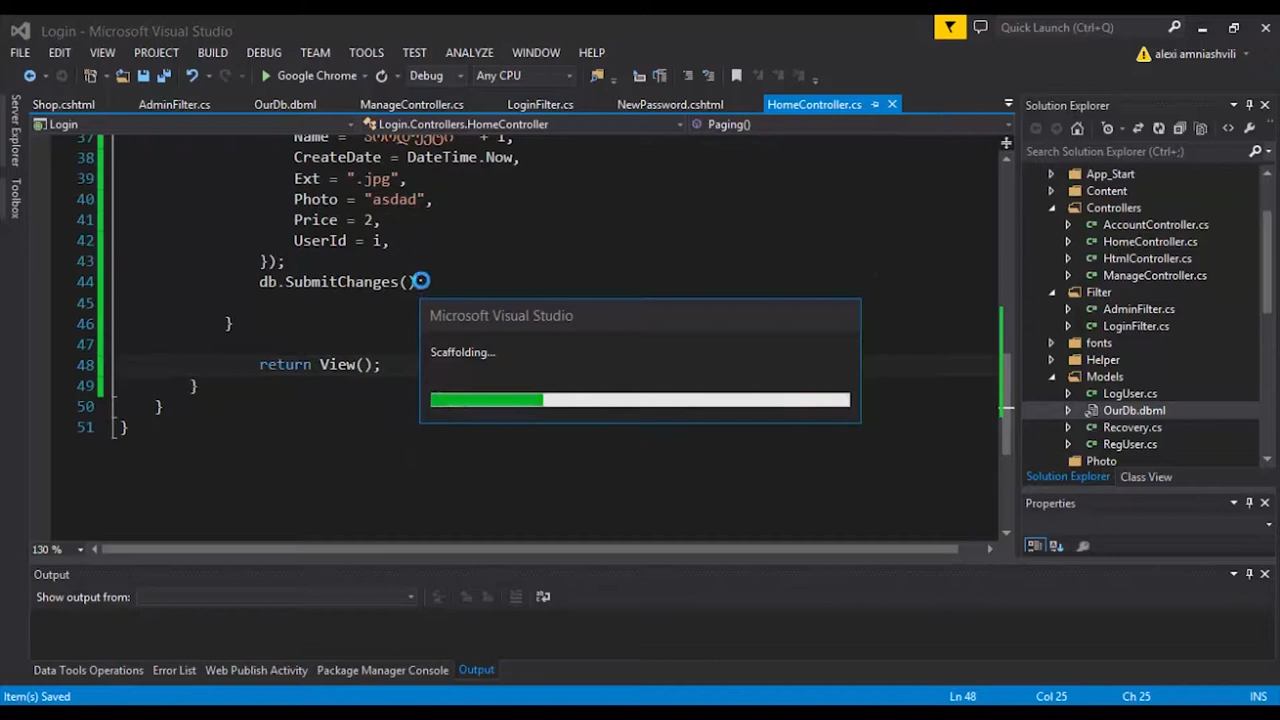 Login - Microsoft Visual Studio
Quick Launch (Ctrl+Q)
FILE EDIT VIEW PROJECT BUILD DEBUG TEAM TOOLS TEST ANALYZE WINDOW HELP
alexi amniashvili
Google Chrome Debug Any CPU
Server Explorer
Toolbox
Shop.cshtml AdminFilter.cs OurDb.dbml ManageController.cs LoginFilter.cs NewPassword.cshtml HomeController.cs
Login Login.Controllers.HomeController Paging()
37 Name = + i,
38 CreateDate = DateTime.Now,
39 Ext = ".jpg",
40 Photo = "asdad",
41 Price = 2,
42 UserId = i,
43 });
44 db.SubmitChanges()
45
46 }
47
48 return View();
49 }
50 }
51 }
Microsoft Visual Studio
Scaffolding...
130 %
Solution Explorer
Search Solution Explorer (Ctrl+;)
App_Start
Content
Controllers
AccountController.cs
HomeController.cs
HtmlController.cs
ManageController.cs
Filter
AdminFilter.cs
LoginFilter.cs
fonts
Helper
Models
LogUser.cs
OurDb.dbml
Recovery.cs
RegUser.cs
Photo
Solution Explorer Class View
Properties
Output
Show output from:
Data Tools Operations Error List Web Publish Activity Package Manager Console Output
Item(s) Saved Ln 48 Col 25 Ch 25 INS